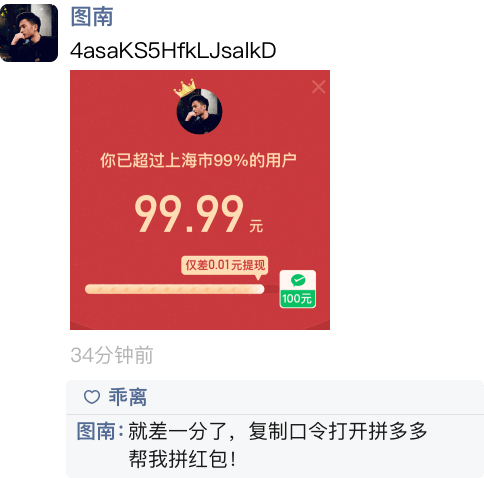 图南
4asaKS5HfkLJsalkD
你已超过上海市99%的用户
99.99元
仅差0.01元提现
100元
34分钟前
乖离
图南：就差一分了，复制口令打开拼多多
帮我拼红包！